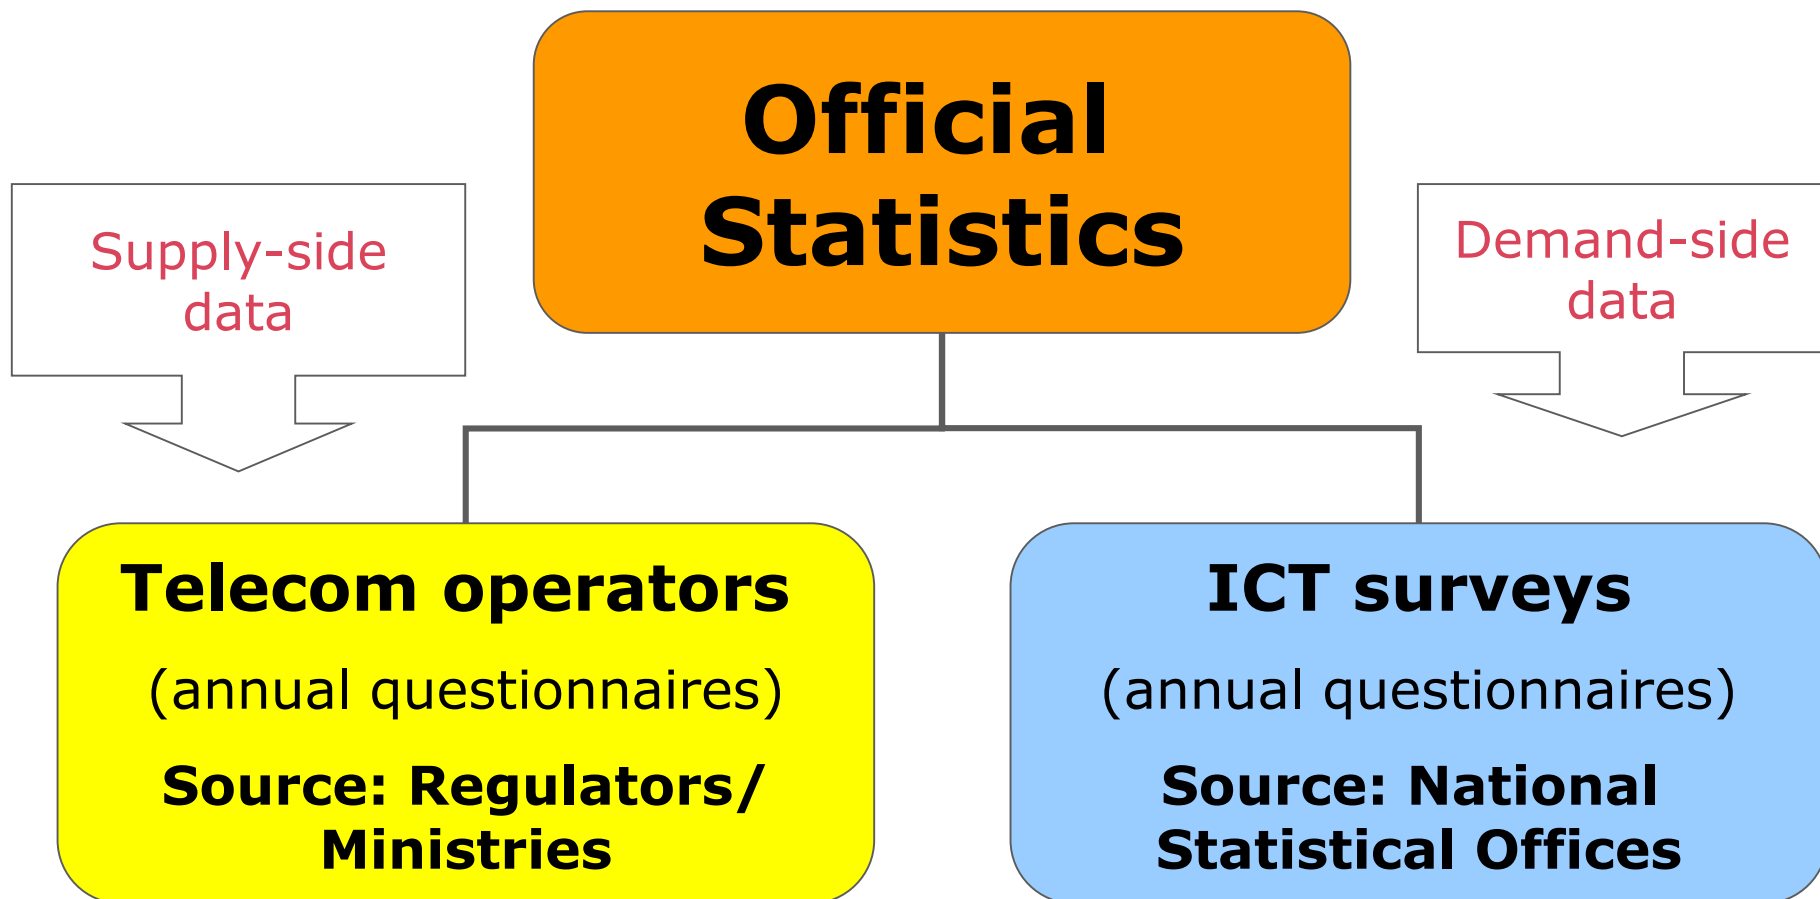 Official
Statistics
Supply-side
data
Demand-side
data
Telecom operators
(annual questionnaires)
Source: Regulators/
Ministries
ICT surveys
(annual questionnaires)
Source: National
Statistical Offices